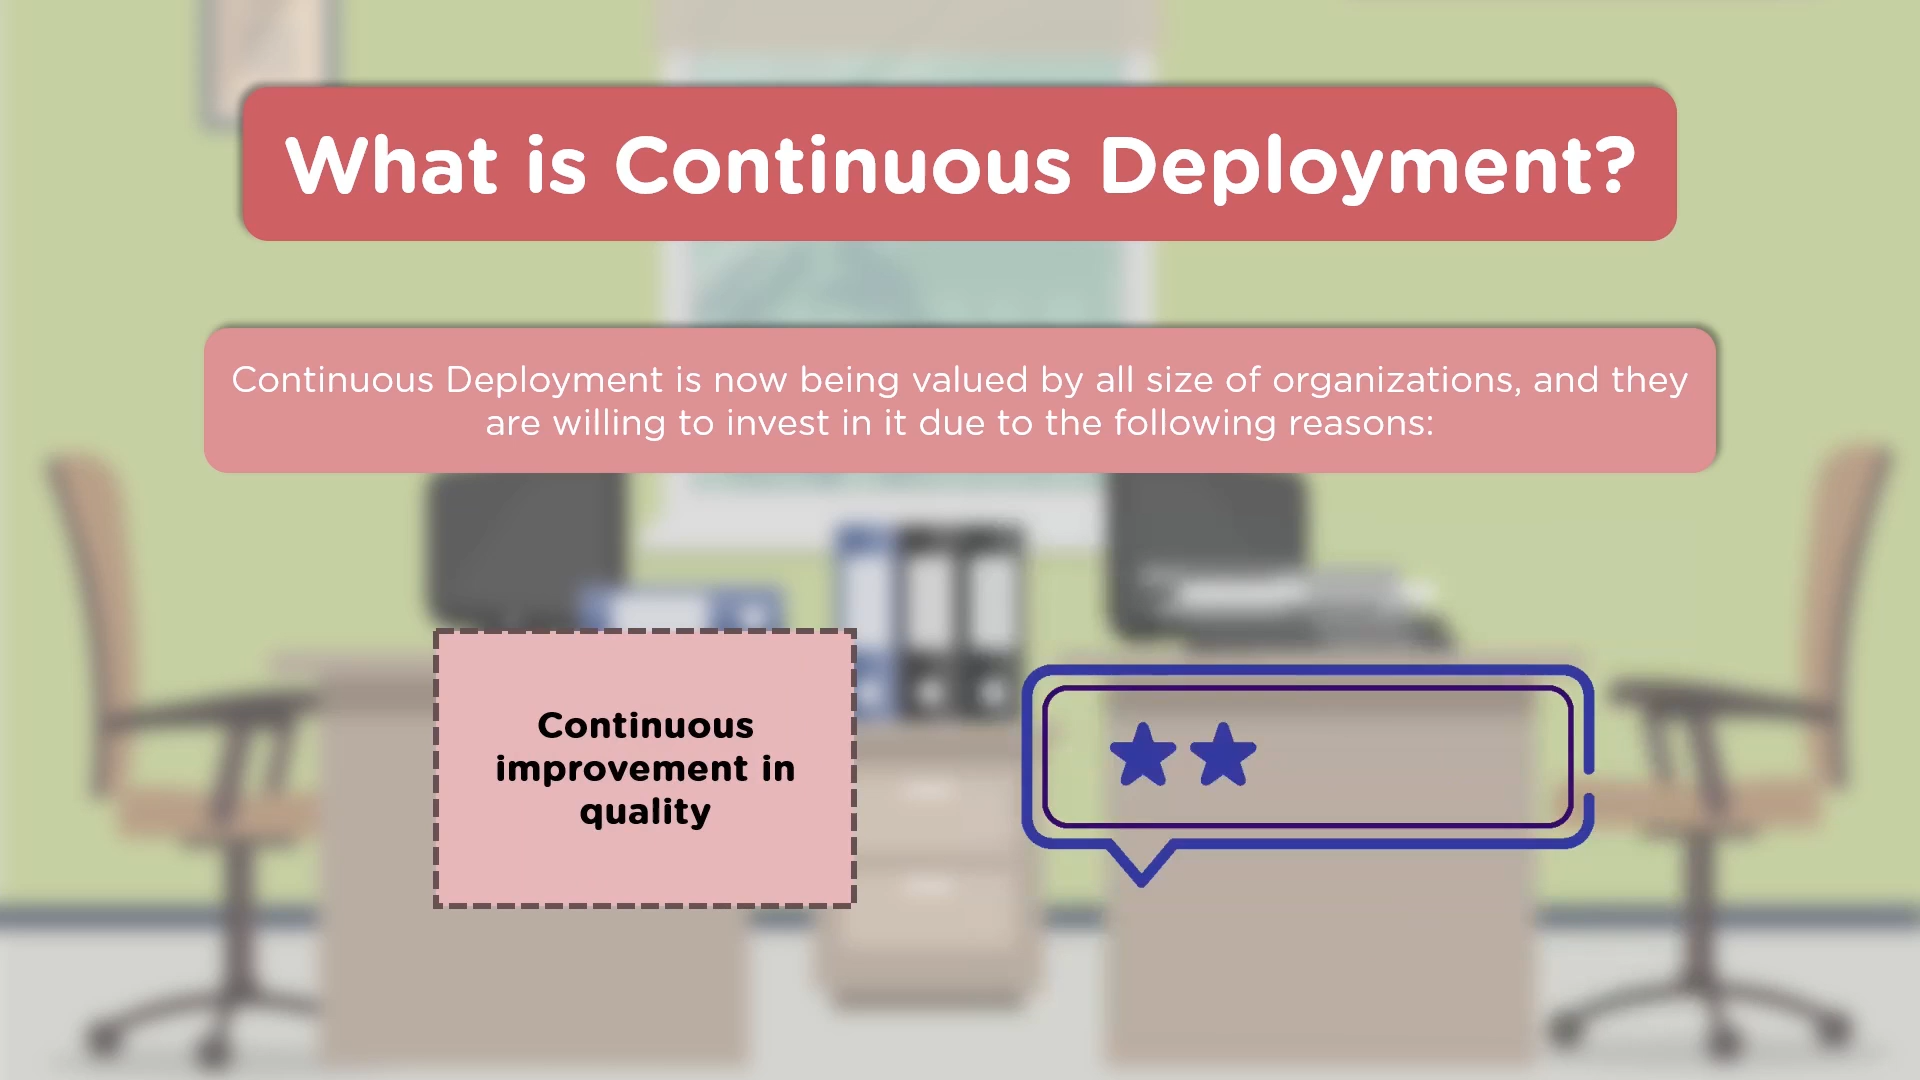 What is Continuous Deployment?
Continuous Deployment is now being valued by all size of organizations, and they
are willing to invest in it due to the following reasons:
Continuous
improvement in
quality